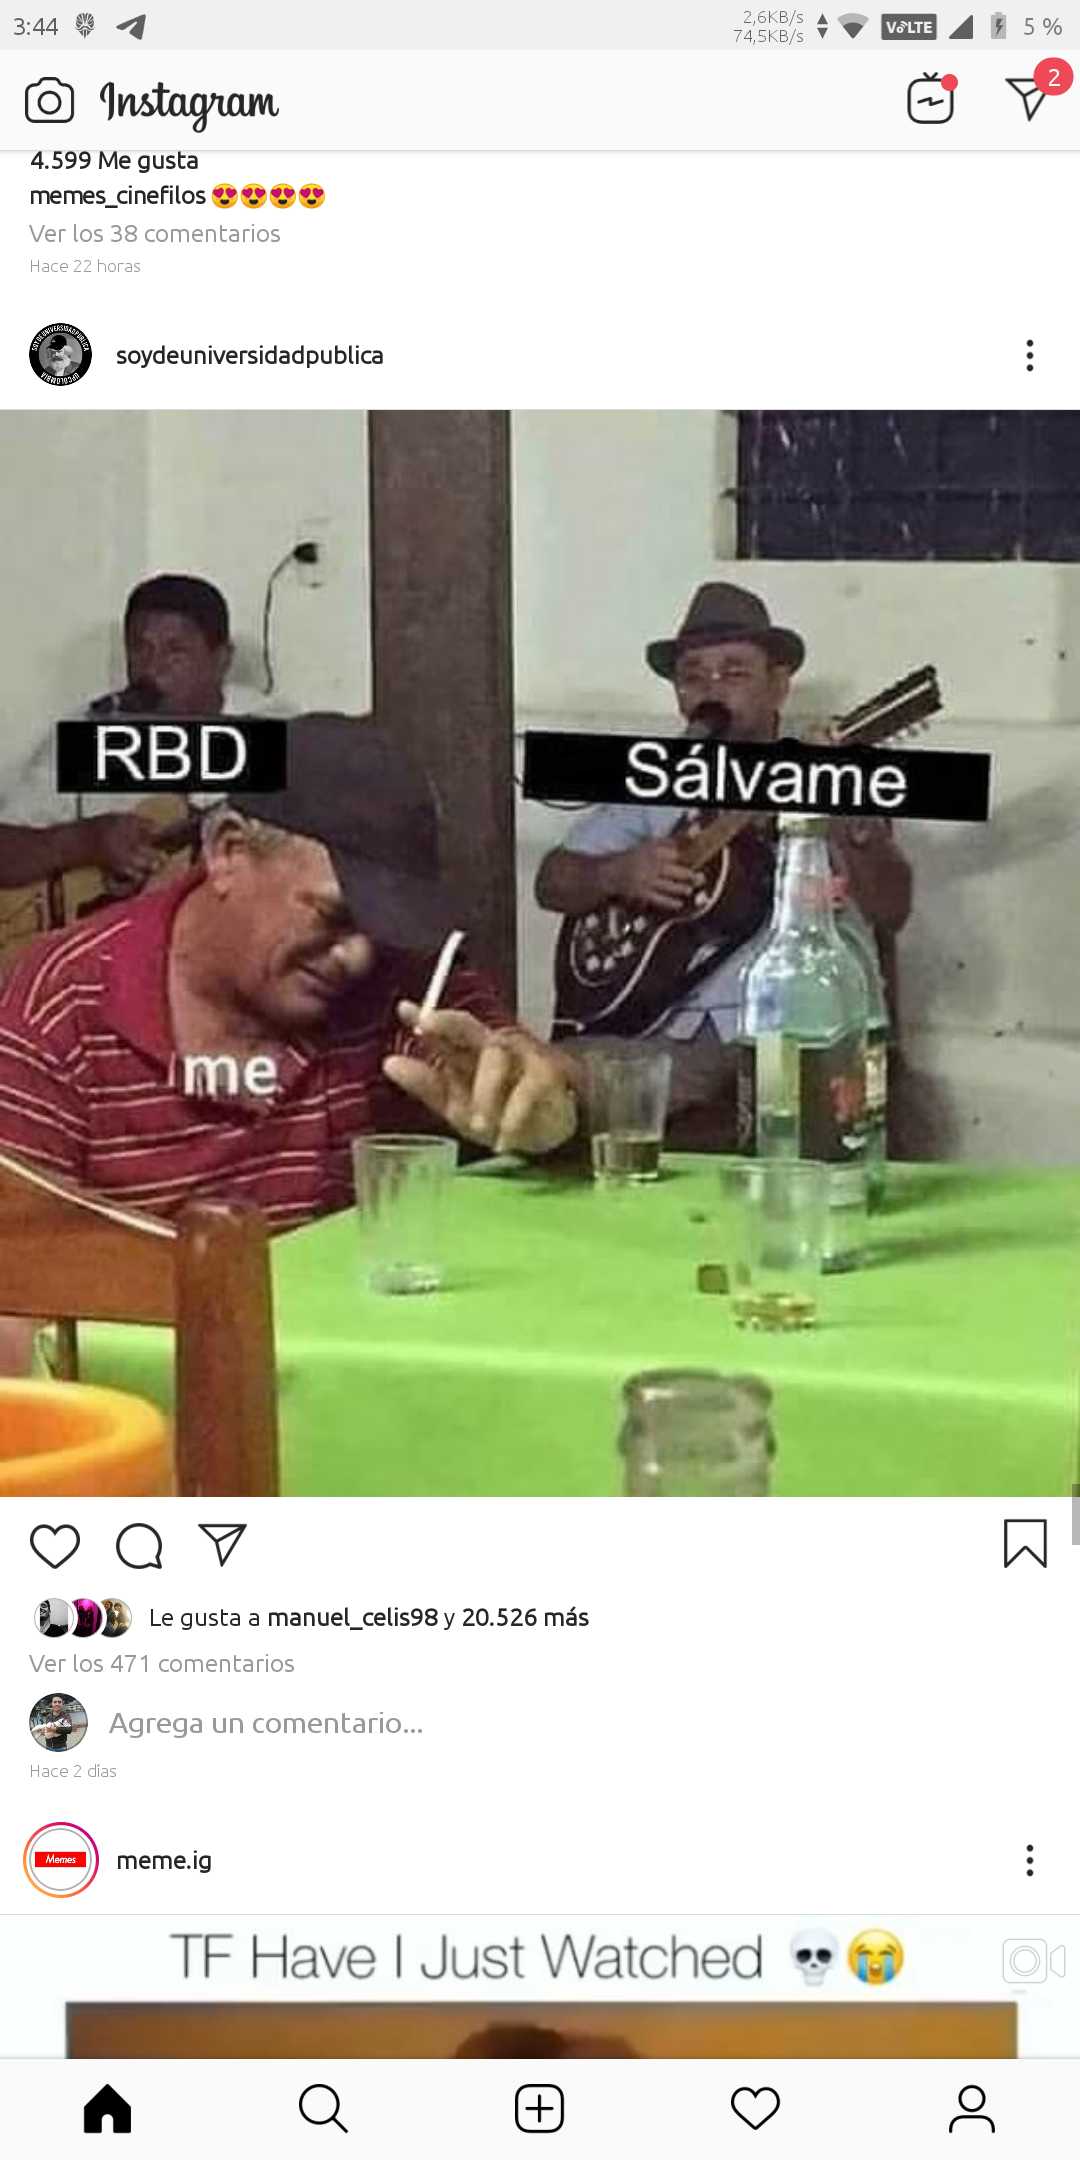 3:44
2,6KB/s
74,5KB/s
VoLTE
5 %
Instagram
2
4.599 Me gusta
memes_cinefilos 😍😍😍😍
Ver los 38 comentarios
Hace 22 horas
SOYDEUNIVERSIDADPUBLICA
@COLOMBIA
soydeuniversidadpublica
RBD
Sálvame
me
Le gusta a manuel_celis98 y 20.526 más
Ver los 471 comentarios
Agrega un comentario...
Hace 2 días
Memes
meme.ig
TF Have I Just Watched 💀😭